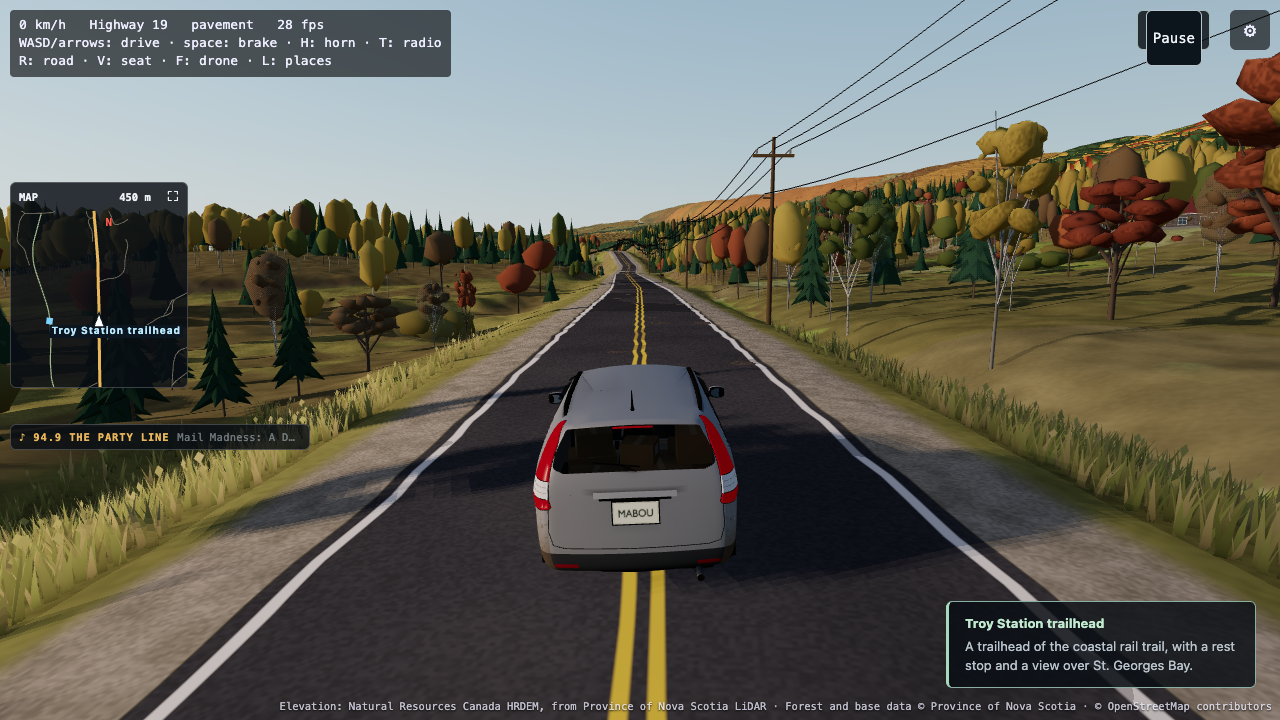 0 km/h Highway 19 pavement 28 fps
WASD/arrows: drive · space: brake · H: horn · T: radio
R: road · V: seat · F: drone · L: places
Pause
MAP 450 m
N
Troy Station trailhead
♪ 94.9 THE PARTY LINE Mail Madness: A D…
MABOU
Troy Station trailhead
A trailhead of the coastal rail trail, with a rest
stop and a view over St. Georges Bay.
Elevation: Natural Resources Canada HRDEM, from Province of Nova Scotia LiDAR · Forest and base data © Province of Nova Scotia · © OpenStreetMap contributors